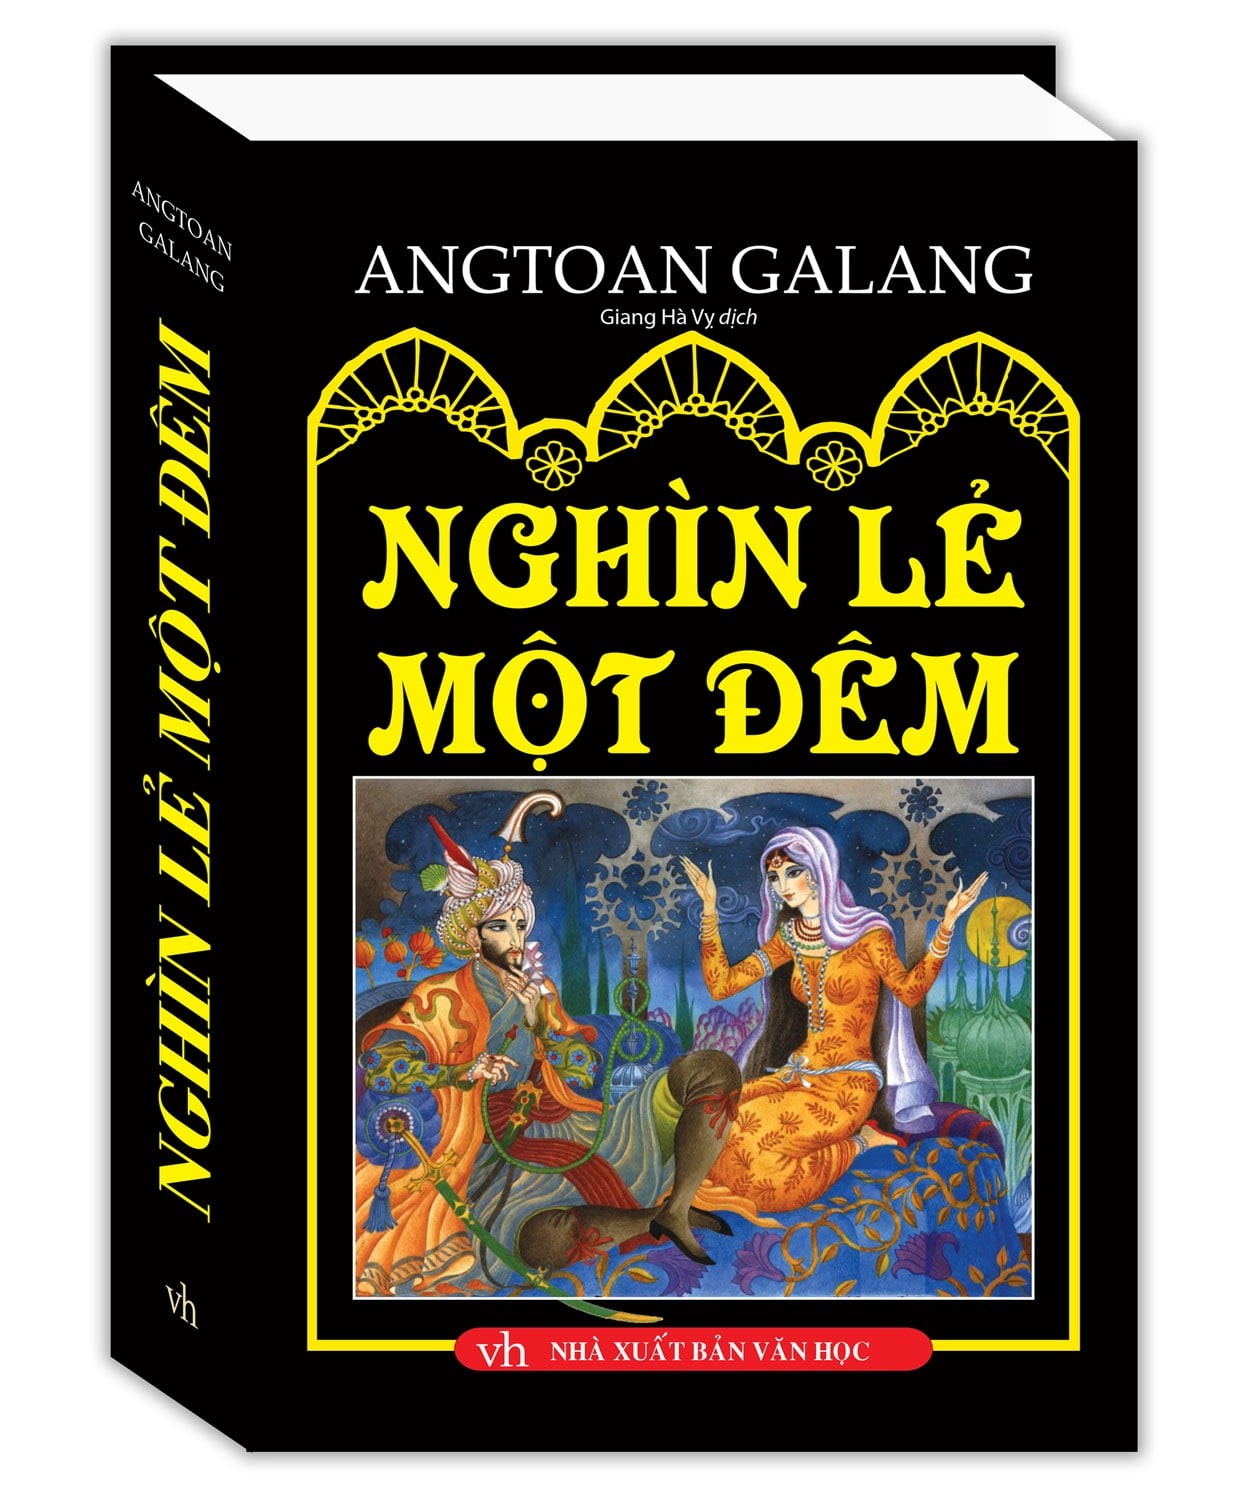 ANGTOAN GALANG
Giang Hà Vỵ dịch
NGHÌN LẺ
MỘT ĐÊM
vh NHÀ XUẤT BẢN VĂN HỌC
ANGTOAN
GALANG
NGHÌN LẺ MỘT ĐÊM
vh